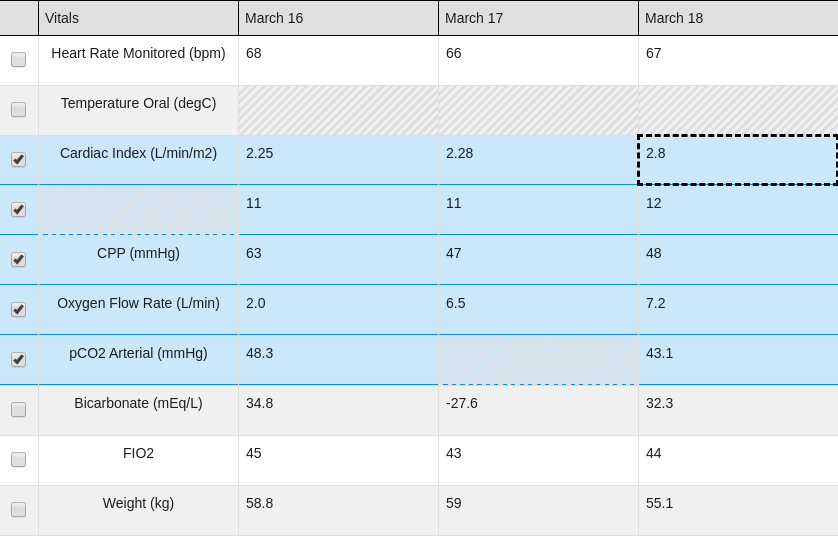 Vitals March 16 March 17 March 18
Heart Rate Monitored (bpm) 68 66 67
Temperature Oral (degC)
Cardiac Index (L/min/m2) 2.25 2.28 2.8
11 11 12
CPP (mmHg) 63 47 48
Oxygen Flow Rate (L/min) 2.0 6.5 7.2
pCO2 Arterial (mmHg) 48.3 43.1
Bicarbonate (mEq/L) 34.8 -27.6 32.3
FIO2 45 43 44
Weight (kg) 58.8 59 55.1